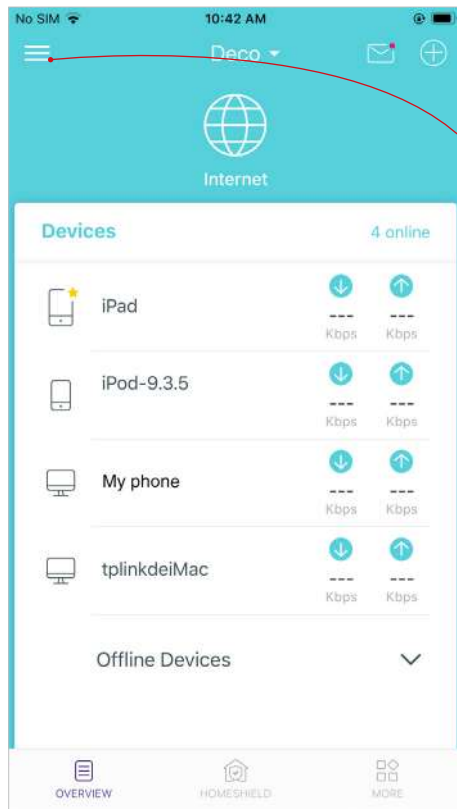 No SIM 10:42 AM
Deco
Internet
Devices 4 online
iPad
--- ---
Kbps Kbps
iPod-9.3.5
--- ---
Kbps Kbps
My phone
--- ---
Kbps Kbps
tplinkdeiMac
--- ---
Kbps Kbps
Offline Devices
OVERVIEW HOMESHIELD MORE